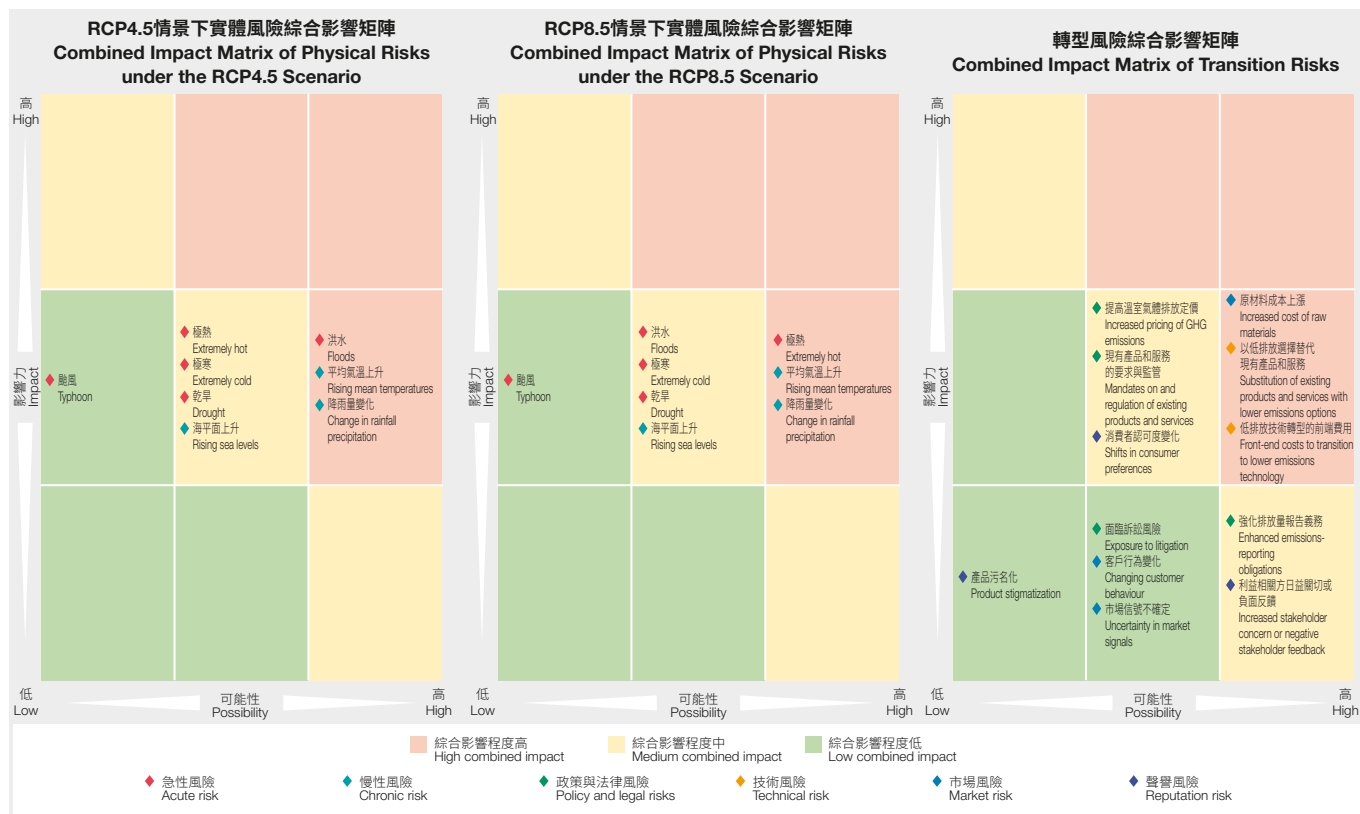 RCP4.5情景下實體風險綜合影響矩陣
Combined Impact Matrix of Physical Risks
under the RCP4.5 Scenario
高
High
影響力
Impact
颱風
Typhoon
極熱
Extremely hot
極寒
Extremely cold
乾旱
Drought
海平面上升
Rising sea levels
洪水
Floods
平均氣溫上升
Rising mean temperatures
降雨量變化
Change in rainfall
precipitation
低
Low
可能性
Possibility
高
High
RCP8.5情景下實體風險綜合影響矩陣
Combined Impact Matrix of Physical Risks
under the RCP8.5 Scenario
高
High
影響力
Impact
颱風
Typhoon
洪水
Floods
極寒
Extremely cold
乾旱
Drought
海平面上升
Rising sea levels
極熱
Extremely hot
平均氣溫上升
Rising mean temperatures
降雨量變化
Change in rainfall
precipitation
低
Low
可能性
Possibility
高
High
轉型風險綜合影響矩陣
Combined Impact Matrix of Transition Risks
高
High
影響力
Impact
提高溫室氣體排放定價
Increased pricing of GHG
emissions
現有產品和服務
的要求與監管
Mandates on and
regulation of existing
products and services
消費者認可度變化
Shifts in consumer
preferences
原材料成本上漲
Increased cost of raw
materials
以低排放選擇替代
現有產品和服務
Substitution of existing
products and services with
lower emissions options
低排放技術轉型的前端費用
Front-end costs to transition
to lower emissions
technology
產品污名化
Product stigmatization
面臨訴訟風險
Exposure to litigation
客戶行為變化
Changing customer
behaviour
市場信號不確定
Uncertainty in market
signals
強化排放量報告義務
Enhanced emissions-
reporting
obligations
利益相關方日益關切或
負面反饋
Increased stakeholder
concern or negative
stakeholder feedback
低
Low
可能性
Possibility
高
High
綜合影響程度高
High combined impact
綜合影響程度中
Medium combined impact
綜合影響程度低
Low combined impact
急性風險
Acute risk
慢性風險
Chronic risk
政策與法律風險
Policy and legal risks
技術風險
Technical risk
市場風險
Market risk
聲譽風險
Reputation risk